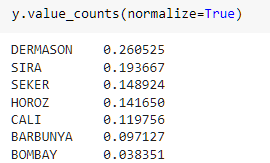 y.value_counts(normalize=True)
DERMASON    0.260525
SIRA        0.193667
SEKER       0.148924
HOROZ       0.141650
CALI        0.119756
BARBUNYA    0.097127
BOMBAY      0.038351